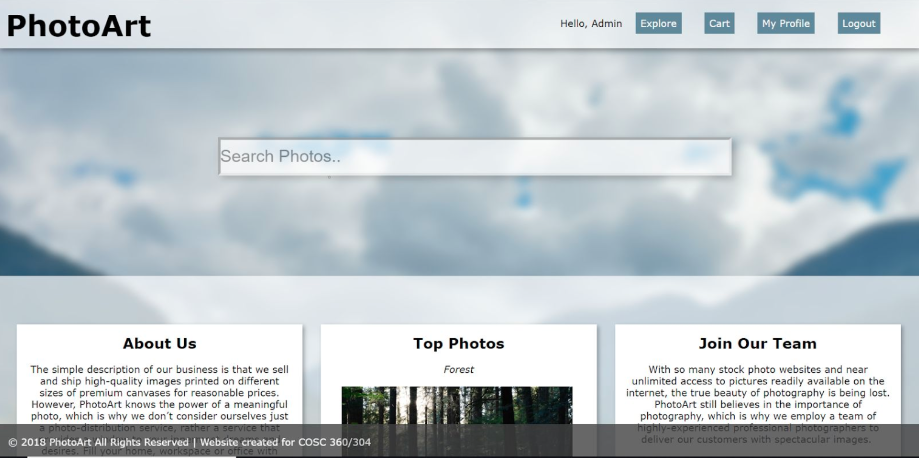 PhotoArt
Hello, Admin
Explore
Cart
My Profile
Logout
Search Photos..
About Us
The simple description of our business is that we sell
and ship high-quality images printed on different
sizes of premium canvases for reasonable prices.
However, PhotoArt knows the power of a meaningful
photo, which is why we don't consider ourselves just
a photo-distribution service, rather a service that
desires. Fill your home, workspace or office with
Top Photos
Forest
Join Our Team
With so many stock photo websites and near
unlimited access to pictures readily available on the
internet, the true beauty of photography is being lost.
PhotoArt still believes in the importance of
photography, which is why we employ a team of
highly-experienced professional photographers to
deliver our customers with spectacular images.
© 2018 PhotoArt All Rights Reserved | Website created for COSC 360/304